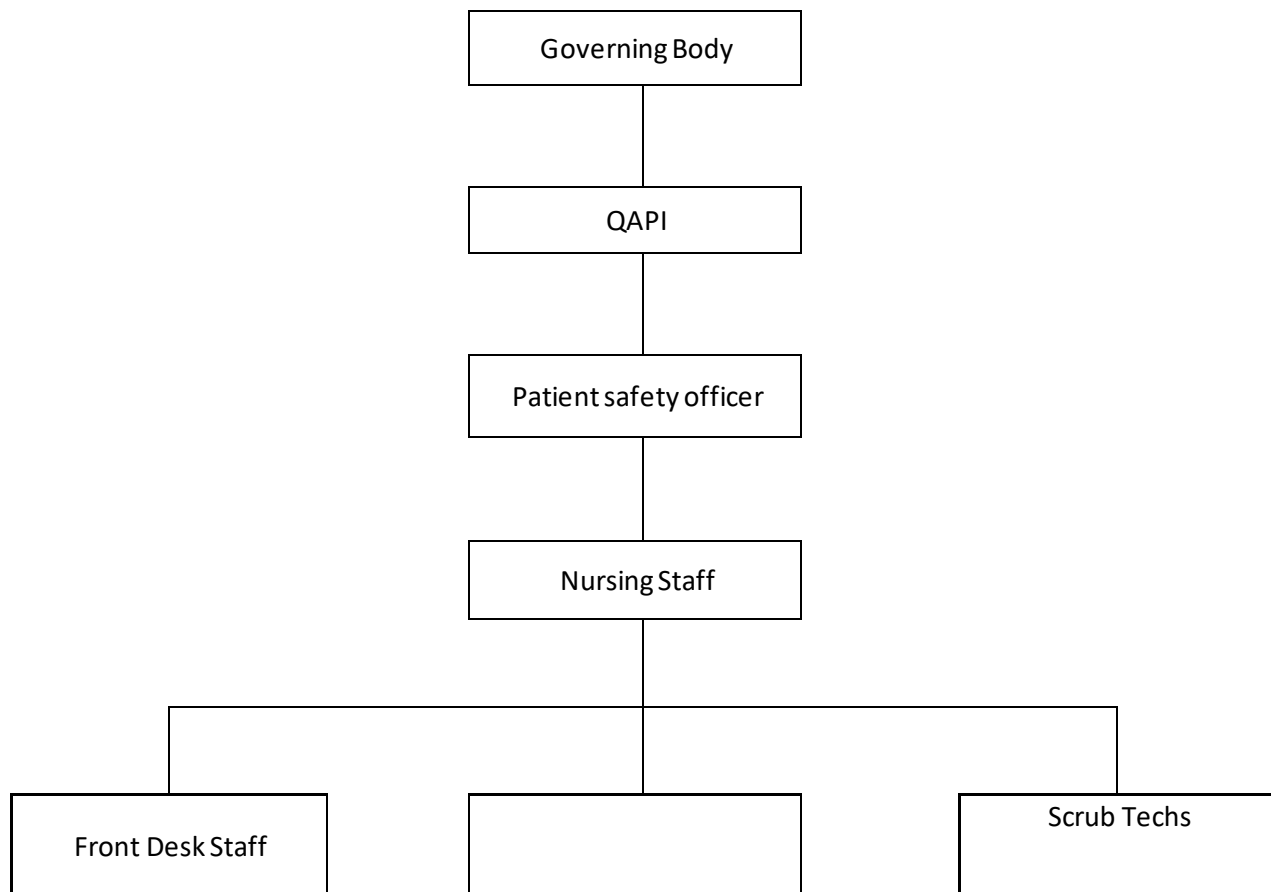 Governing Body
QAPI
Patient safety officer
Nursing Staff
Front Desk Staff
Scrub Techs